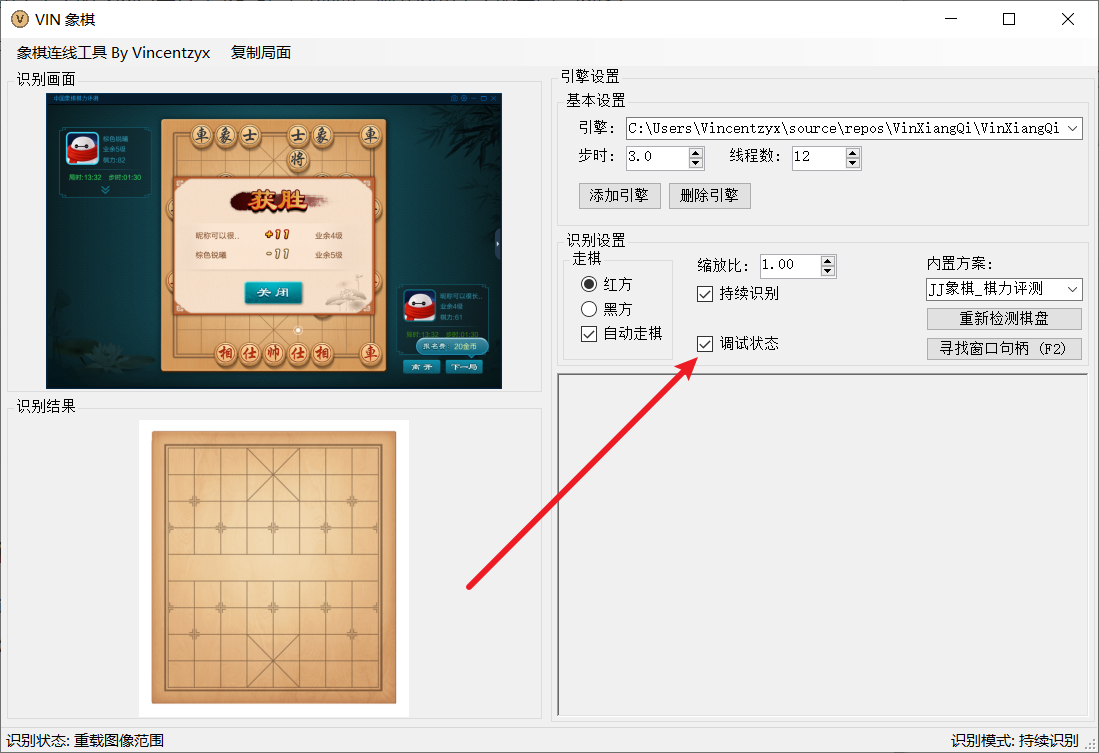 VIN 象棋
象棋连线工具 By Vincentzyx 复制局面
识别画面
中国象棋棋力评测
棕色锐曦
业余5级
棋力:82
局时:13:32 步时:01:30
車 象 士 士 象 車
将
获胜
昵称可以很.. +11 业余4级
棕色锐曦 -11 业余5级
关闭
昵称可以很长..
业余4级
棋力:61
局时:13:32 步时:01:30
报名费 20金币
离开 下一局
相 仕 帅 仕 相 車
识别结果
引擎设置
基本设置
引擎: C:\Users\Vincentzyx\source\repos\VinXiangQi\VinXiangQi
步时: 3.0 线程数: 12
添加引擎 删除引擎
识别设置
走棋
红方
黑方
自动走棋
缩放比: 1.00
持续识别
调试状态
内置方案:
JJ象棋_棋力评测
重新检测棋盘
寻找窗口句柄 (F2)
识别状态: 重载图像范围 识别模式: 持续识别